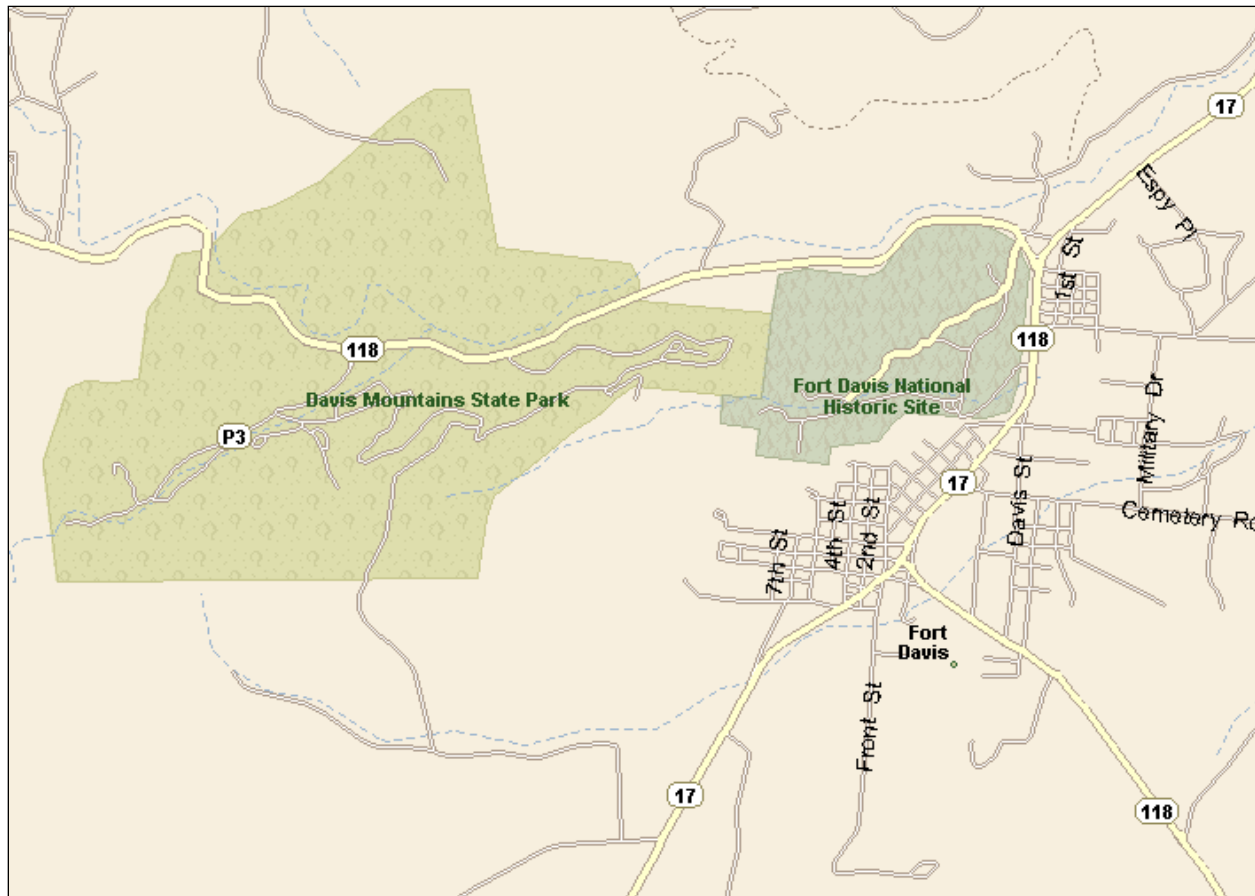 17
Espy Pl
1st St
118
118
Davis Mountains State Park
Fort Davis National
Historic Site
Military Dr
P3
17
Davis St
4th St
2nd St
7th St
Cemetery Rd
Fort
Davis
Front St
17
118